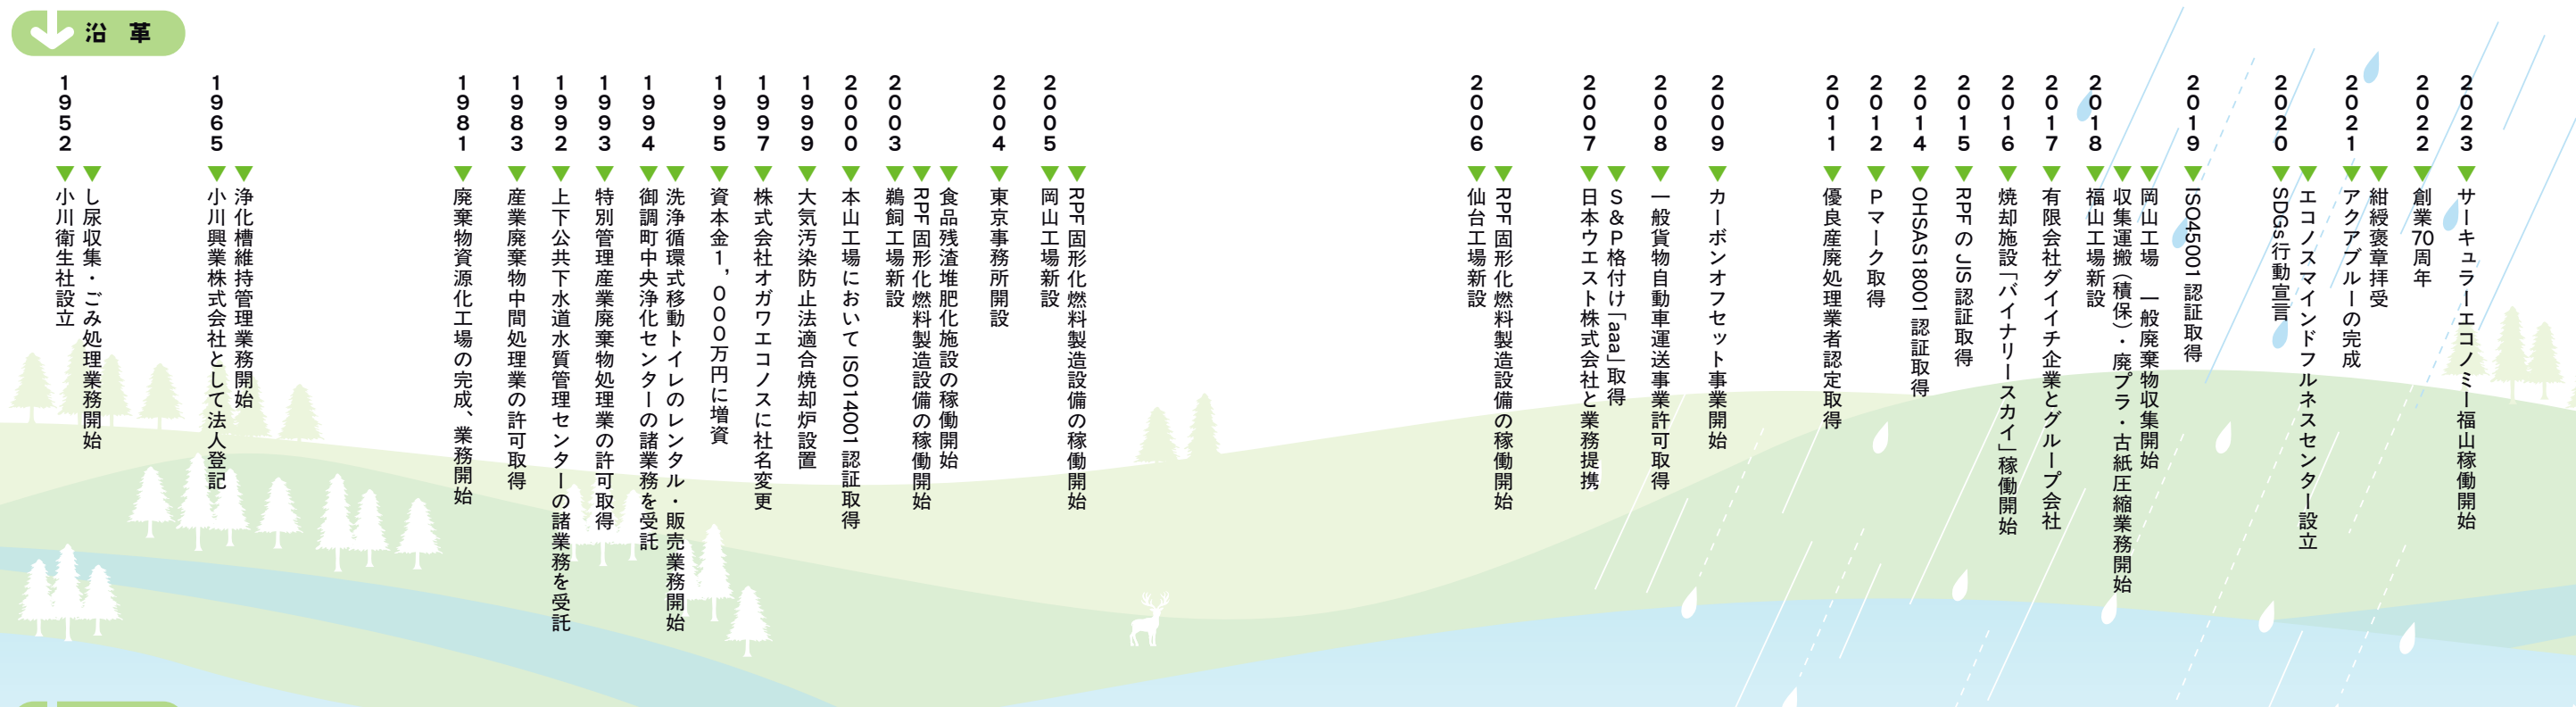 沿革
1952
小川衛生社設立
し尿収集・ごみ処理業務開始
1965
小川興業株式会社として法人登記
浄化槽維持管理業務開始
1981
廃棄物資源化工場の完成、業務開始
1983
産業廃棄物中間処理業の許可取得
1992
上下公共下水道水質管理センターの諸業務を受託
1993
特別管理産業廃棄物処理業の許可取得
1994
御調町中央浄化センターの諸業務を受託
洗浄循環式移動トイレのレンタル・販売業務開始
1995
資本金1,000万円に増資
1997
株式会社オガワエコノスに社名変更
1999
大気汚染防止法適合焼却炉設置
2000
本山工場においてISO14001認証取得
2003
鵜飼工場新設
RPF固形化燃料製造設備の稼働開始
食品残渣堆肥化施設の稼働開始
2004
東京事務所開設
2005
岡山工場新設
RPF固形化燃料製造設備の稼働開始
2006
仙台工場新設
RPF固形化燃料製造設備の稼働開始
2007
日本ウエスト株式会社と業務提携
S&P格付け「aaa」取得
2008
一般貨物自動車運送事業許可取得
2009
カーボンオフセット事業開始
2011
優良産廃処理業者認定取得
2012
Pマーク取得
2014
OHSAS18001認証取得
2015
RPFのJIS認証取得
2016
焼却施設「バイナリースカイ」稼働開始
2017
有限会社ダイイチ企業とグループ会社
2018
福山工場新設
収集運搬(積保)・廃プラ・古紙圧縮業務開始
岡山工場 一般廃棄物収集開始
2019
ISO45001認証取得
2020
SDGs行動宣言
エコノスマインドフルネスセンター設立
2021
アクアブルーの完成
紺綬褒章拝受
2022
創業70周年
2023
サーキュラーエコノミー福山稼働開始